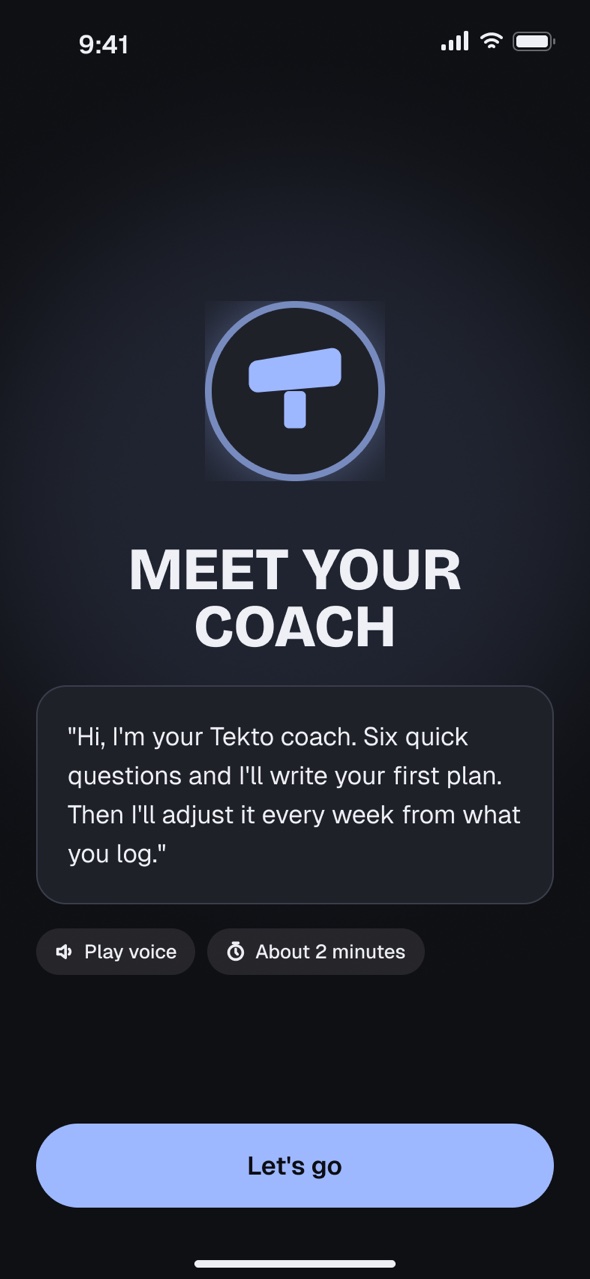 9:41
MEET YOUR
COACH
"Hi, I'm your Tekto coach. Six quick
questions and I'll write your first plan.
Then I'll adjust it every week from what
you log."
Play voice
About 2 minutes
Let's go